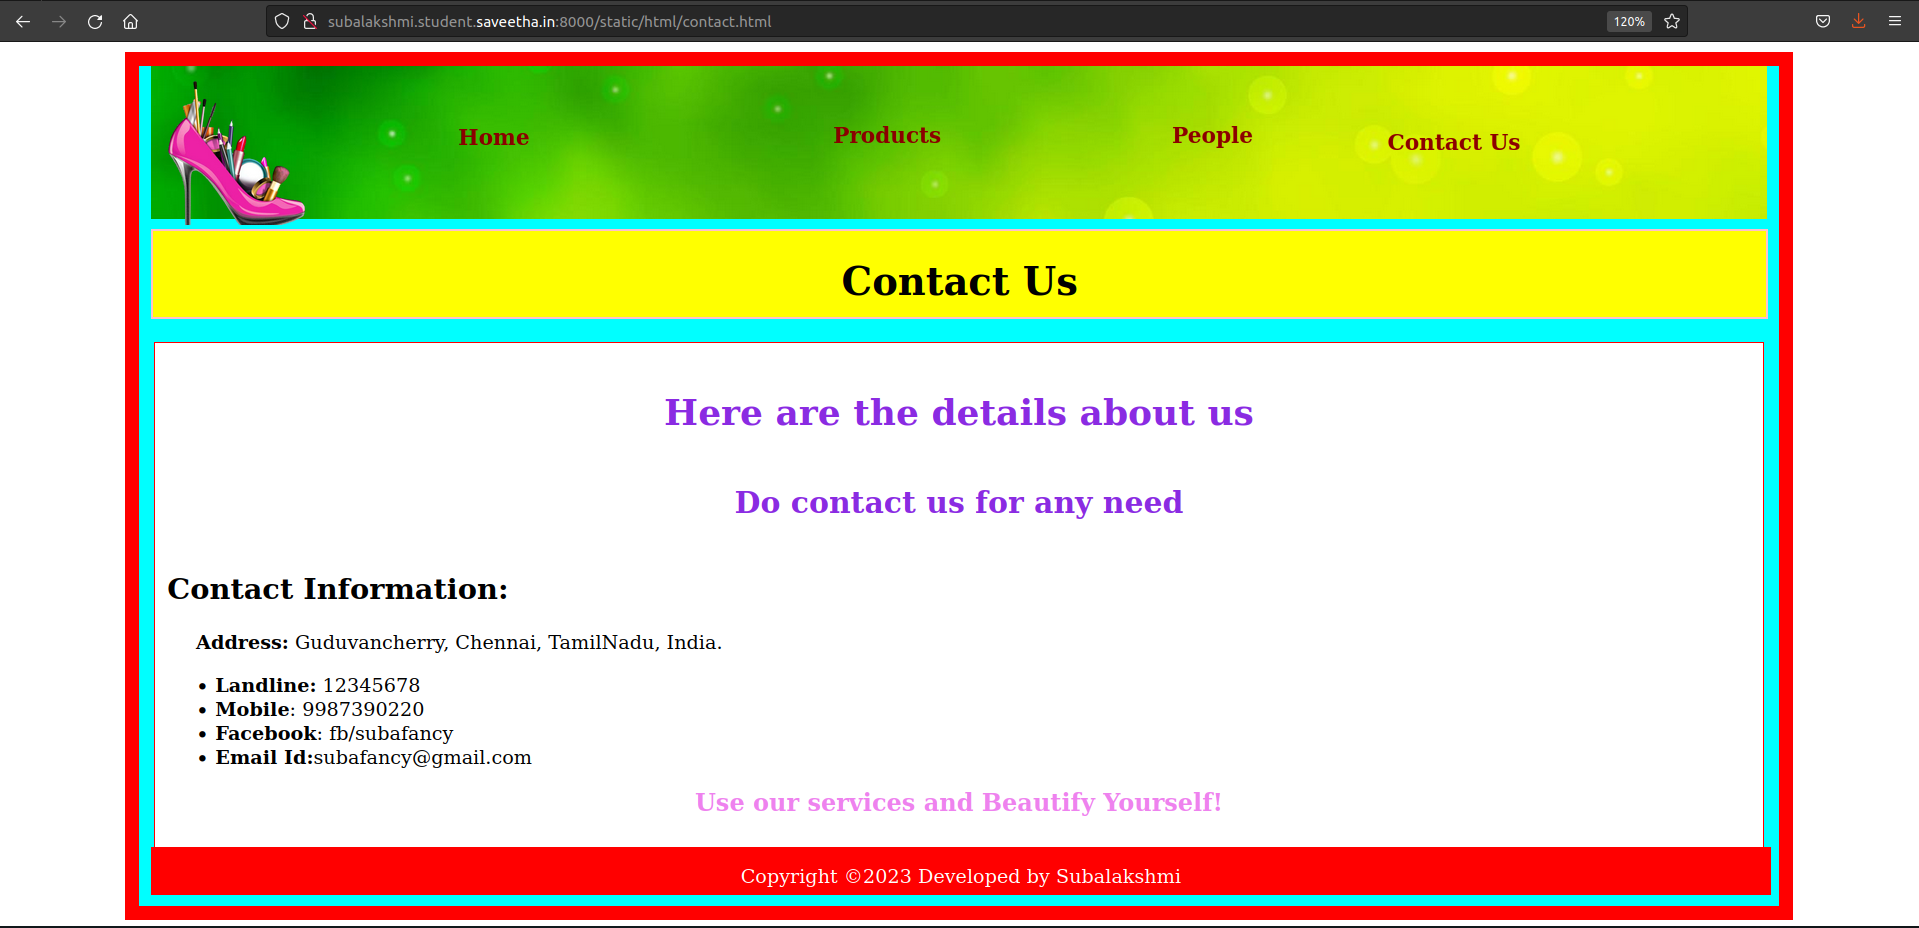 subalakshmi.student.saveetha.in:8000/static/html/contact.html 120%
Home Products People Contact Us
Contact Us
Here are the details about us
Do contact us for any need
Contact Information:
Address: Guduvancherry, Chennai, TamilNadu, India.
• Landline: 12345678
• Mobile: 9987390220
• Facebook: fb/subafancy
• Email Id:subafancy@gmail.com
Use our services and Beautify Yourself!
Copyright ©2023 Developed by Subalakshmi